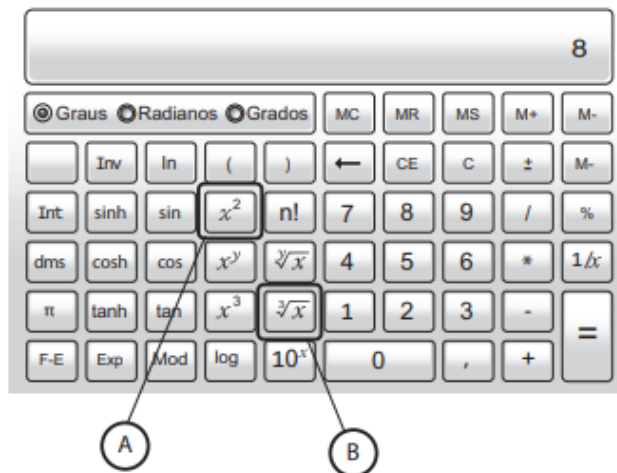 8
Graus Radianos Grados MC MR MS M+ M-
Inv ln ( ) ← CE C ± M-
Int sinh sin x² n! 7 8 9 / %
dms cosh cos xʸ ʸ√x 4 5 6 * 1/x
π tanh tan x³ ³√x 1 2 3 - =
F-E Exp Mod log 10ˣ 0 , +
A B